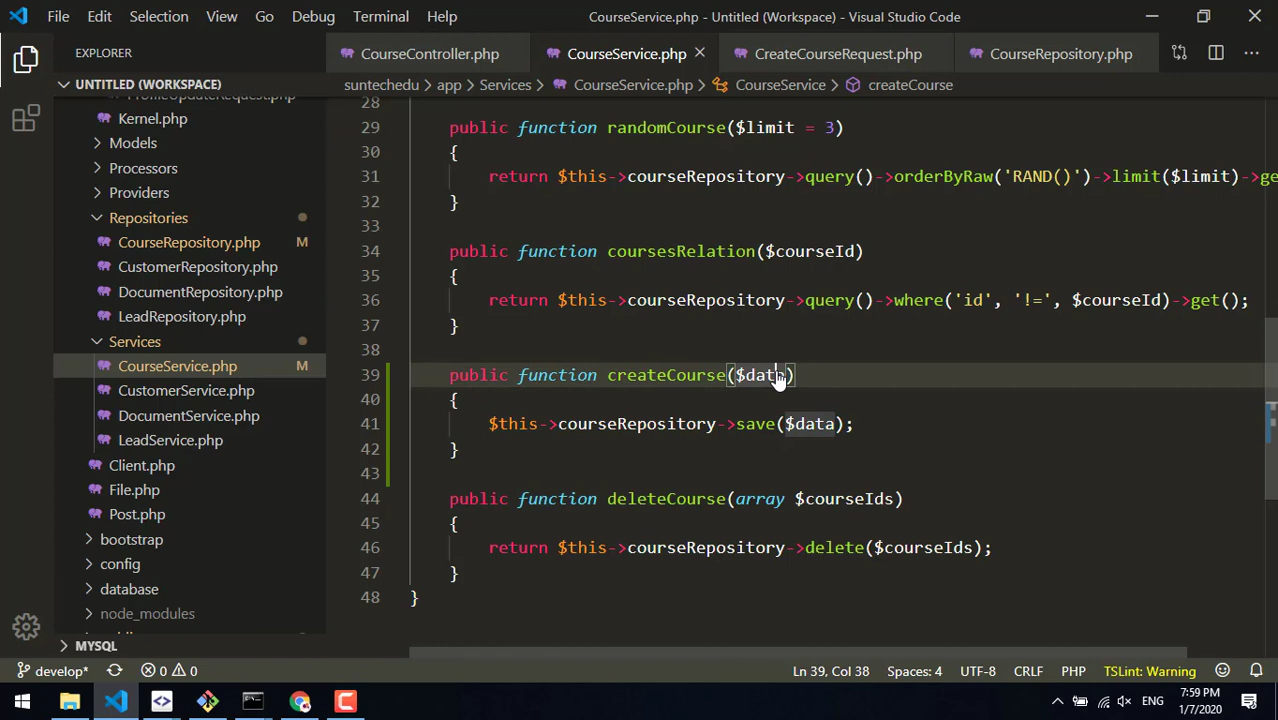 File Edit Selection View Go Debug Terminal Help
CourseService.php - Untitled (Workspace) - Visual Studio Code
EXPLORER
CourseController.php
CourseService.php
CreateCourseRequest.php
CourseRepository.php
UNTITLED (WORKSPACE)
suntechedu > app > Services > CourseService.php > CourseService > createCourse
ProfileUpdateRequest.php
Kernel.php
Models
Processors
Providers
Repositories
CourseRepository.php M
CustomerRepository.php
DocumentRepository.php
LeadRepository.php
Services
CourseService.php M
CustomerService.php
DocumentService.php
LeadService.php
Client.php
File.php
Post.php
bootstrap
config
database
node_modules
MYSQL
28
29 public function randomCourse($limit = 3)
30 {
31 return $this->courseRepository->query()->orderByRaw('RAND()')->limit($limit)->ge
32 }
33
34 public function coursesRelation($courseId)
35 {
36 return $this->courseRepository->query()->where('id', '!=', $courseId)->get();
37 }
38
39 public function createCourse($data)
40 {
41 $this->courseRepository->save($data);
42 }
43
44 public function deleteCourse(array $courseIds)
45 {
46 return $this->courseRepository->delete($courseIds);
47 }
48 }
develop* 0 0 Ln 39, Col 38 Spaces: 4 UTF-8 CRLF PHP TSLint: Warning
ENG
7:59 PM
1/7/2020